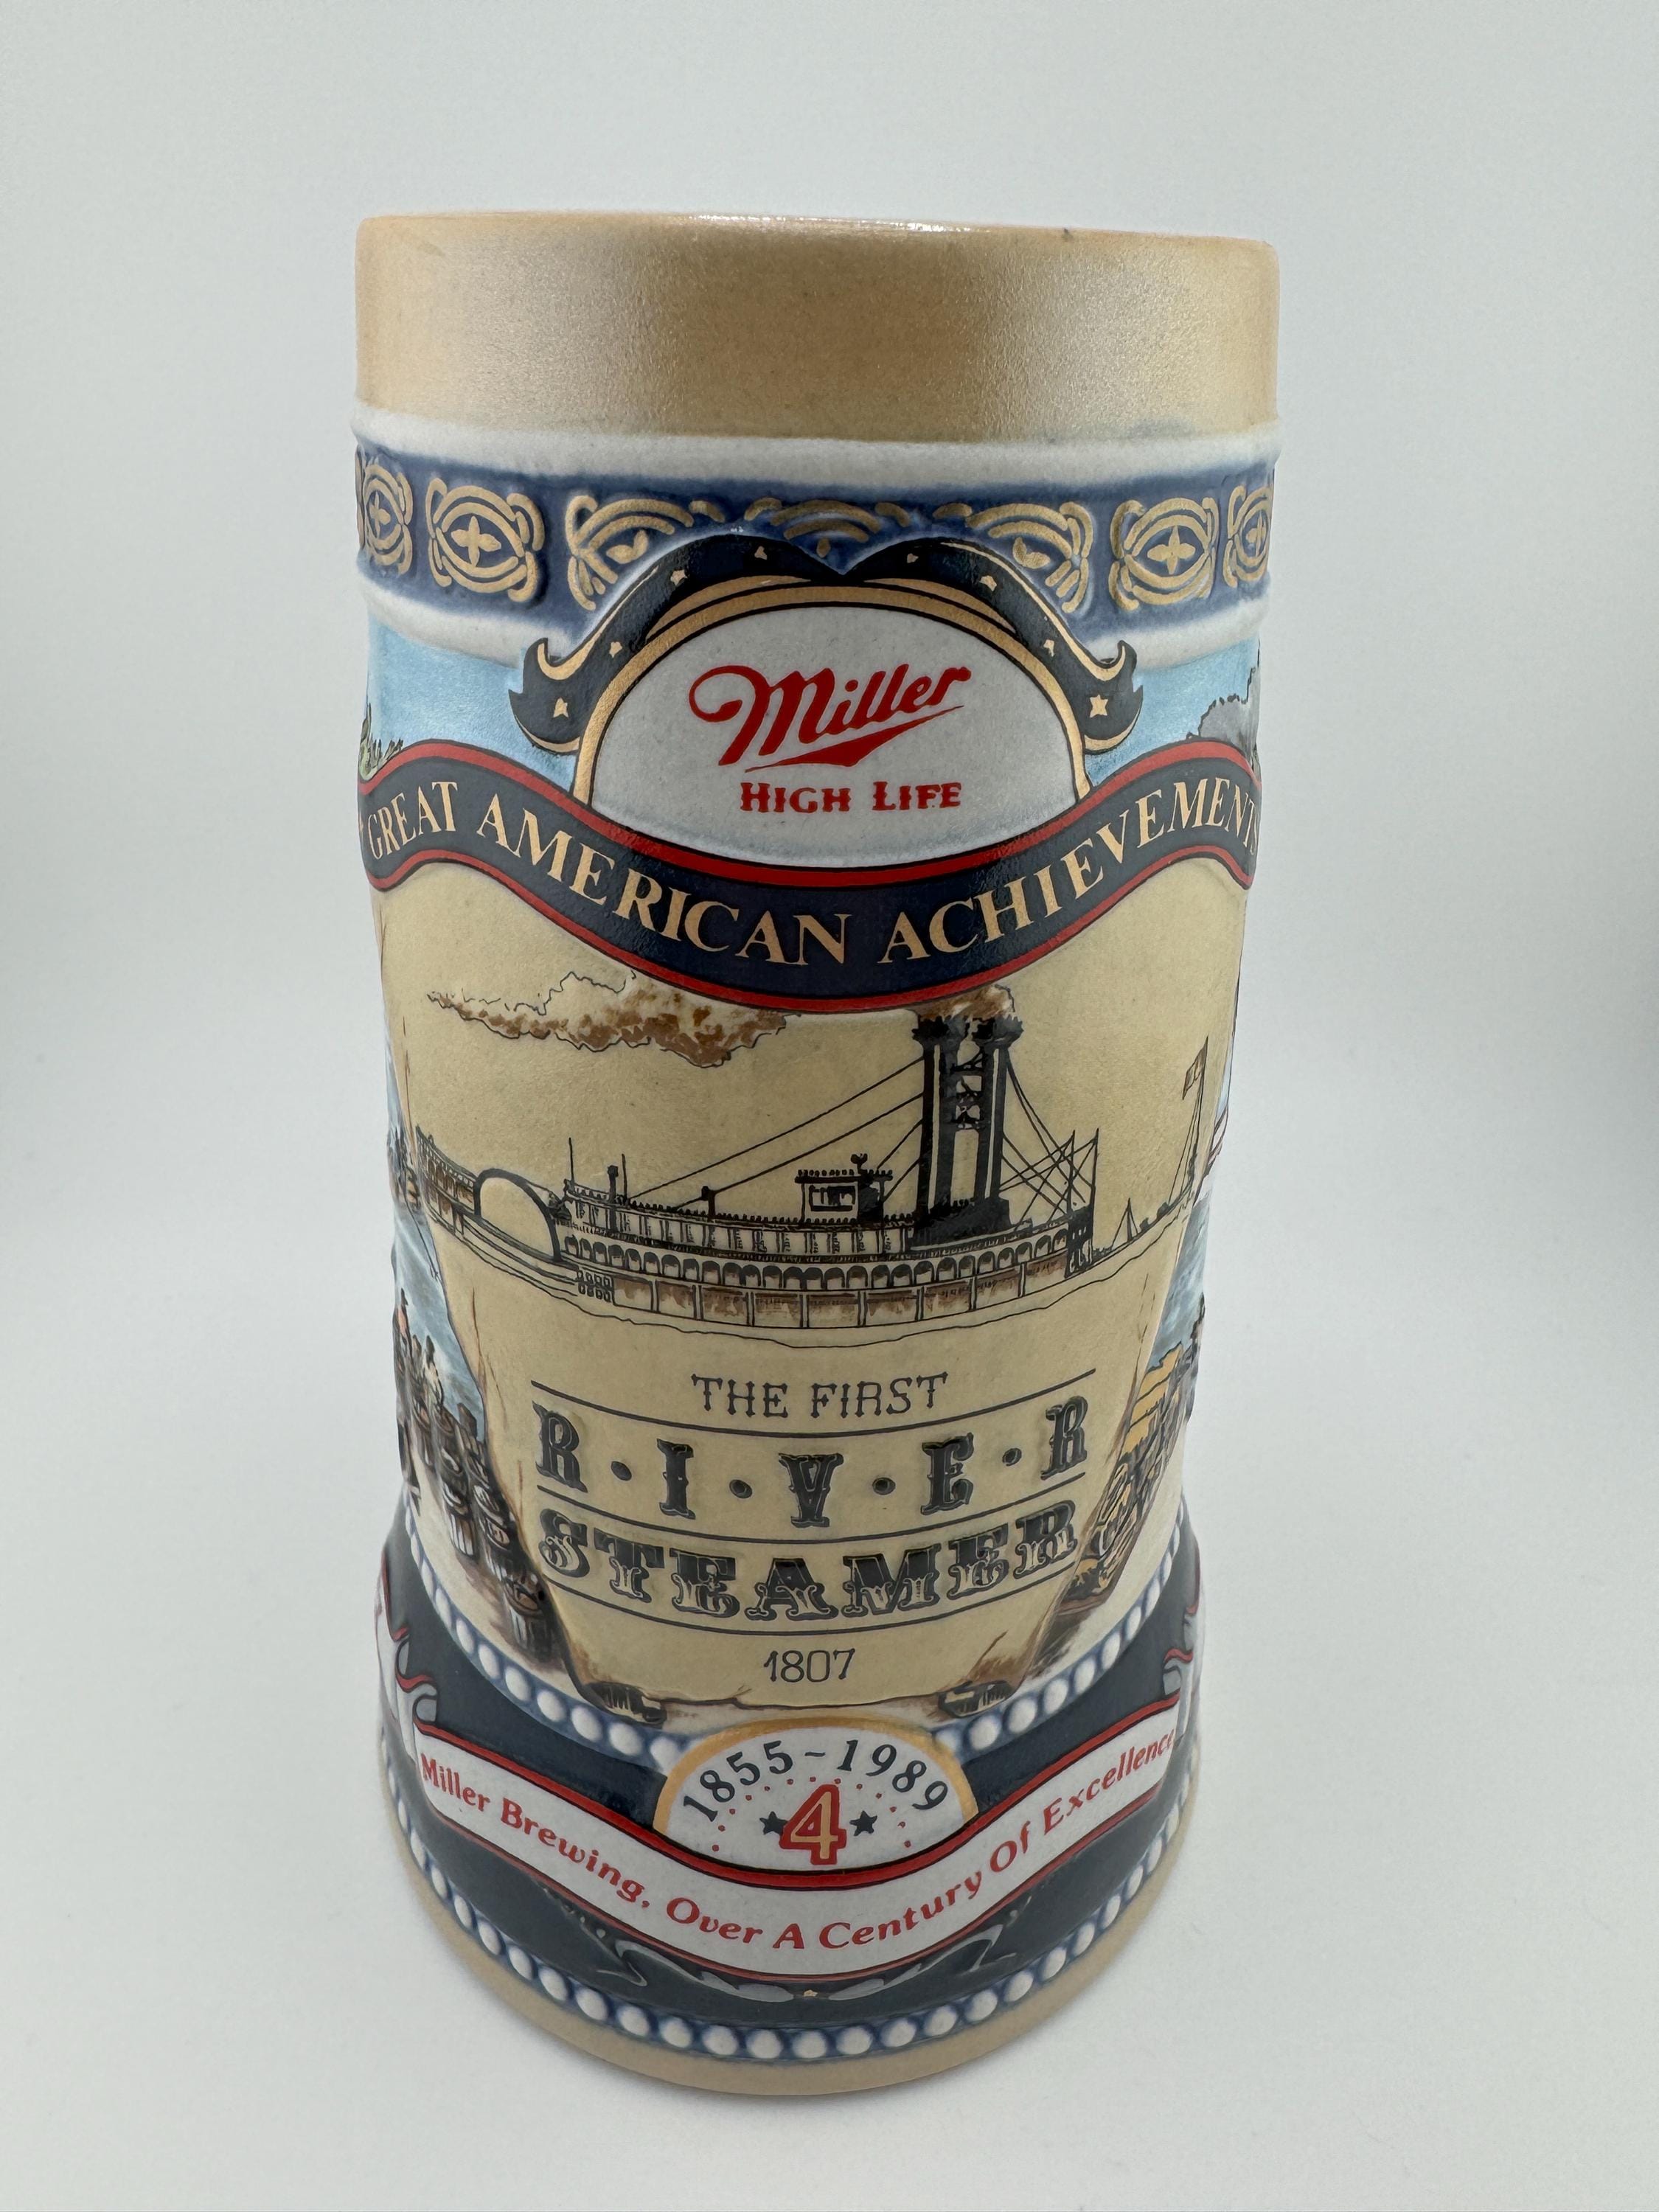 Miller
HIGH LIFE
GREAT AMERICAN ACHIEVEMENTS
THE FIRST
R·I·V·E·R
STEAMER
1807
1855~1989
4
Miller Brewing, Over A Century Of Excellence